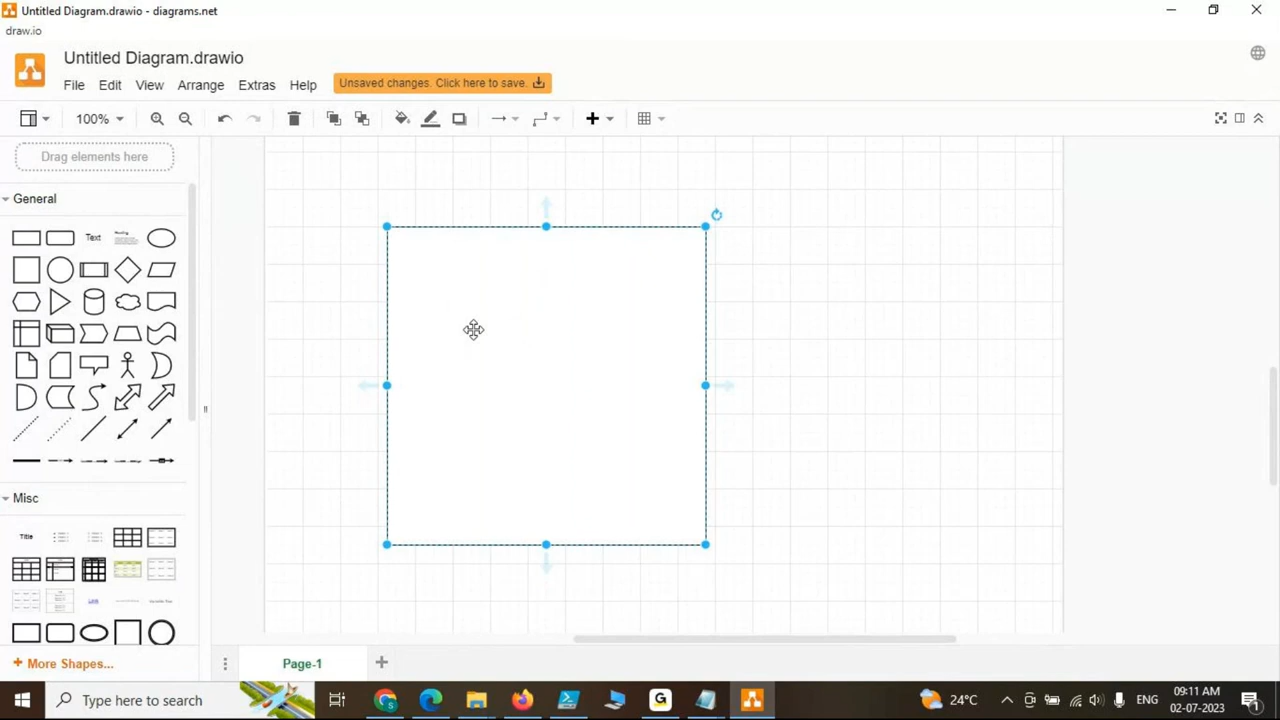 Untitled Diagram.drawio - diagrams.net
draw.io
Untitled Diagram.drawio
File Edit View Arrange Extras Help Unsaved changes. Click here to save.
100%
Drag elements here
General
Text Heading
Misc
Title
More Shapes...
Page-1
Type here to search
24°C
ENG
09:11 AM
02-07-2023